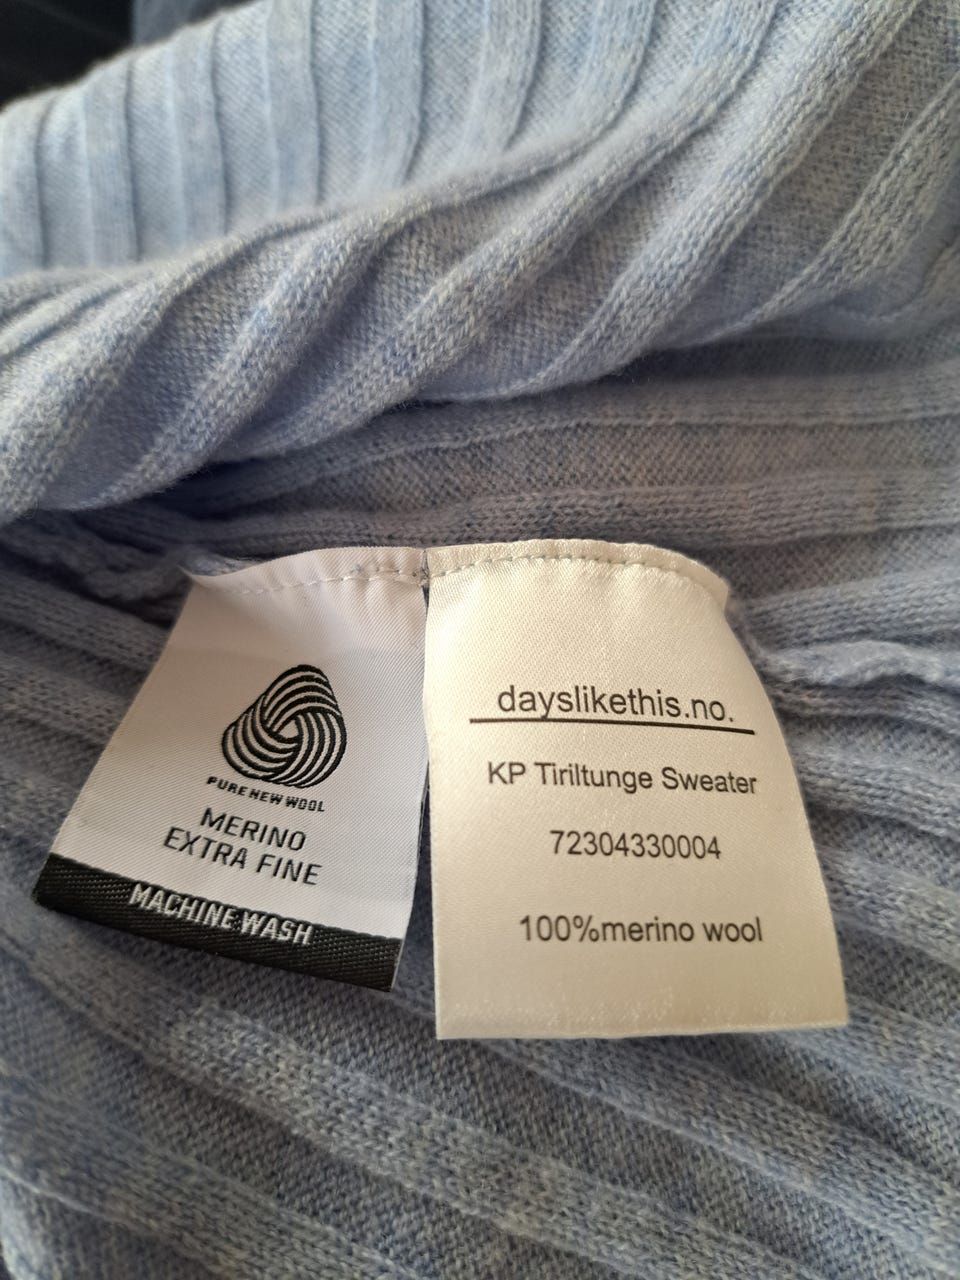 PURE NEW WOOL
MERINO
EXTRA FINE
MACHINE WASH
dayslikethis.no.
KP Tiriltunge Sweater
72304330004
100%merino wool